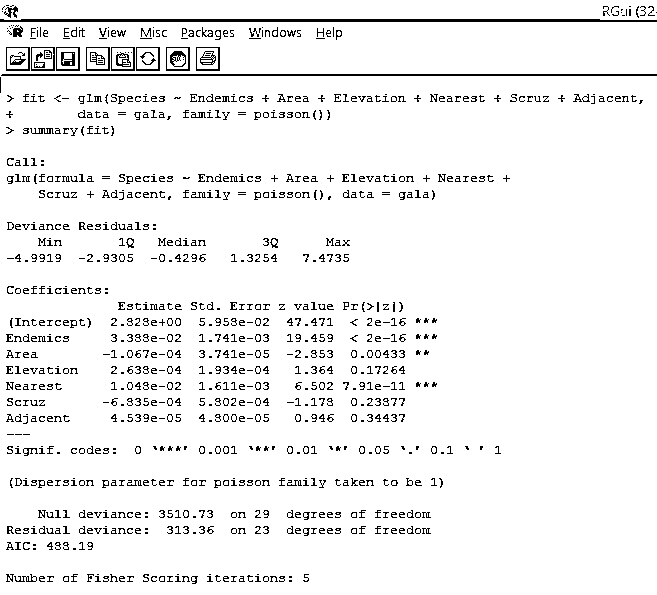 RGui (32-
File Edit View Misc Packages Windows Help
> fit <- glm(Species ~ Endemics + Area + Elevation + Nearest + Scruz + Adjacent,
+        data = gala, family = poisson())
> summary(fit)
Call:
glm(formula = Species ~ Endemics + Area + Elevation + Nearest +
    Scruz + Adjacent, family = poisson(), data = gala)
Deviance Residuals:
    Min       1Q   Median       3Q      Max
-4.9919  -2.9305  -0.4296   1.3254   7.4735
Coefficients:
              Estimate Std. Error z value Pr(>|z|)
(Intercept)  2.828e+00  5.958e-02  47.471  < 2e-16 ***
Endemics     3.388e-02  1.741e-03  19.459  < 2e-16 ***
Area        -1.067e-04  3.741e-05  -2.853  0.00433 **
Elevation    2.638e-04  1.934e-04   1.364  0.17264
Nearest      1.048e-02  1.611e-03   6.502 7.91e-11 ***
Scruz       -6.835e-04  5.802e-04  -1.178  0.23877
Adjacent     4.539e-05  4.800e-05   0.946  0.34437
---
Signif. codes:  0 ‘***’ 0.001 ‘**’ 0.01 ‘*’ 0.05 ‘.’ 0.1 ‘ ’ 1
(Dispersion parameter for poisson family taken to be 1)
    Null deviance: 3510.73  on 29  degrees of freedom
Residual deviance:  313.36  on 23  degrees of freedom
AIC: 488.19
Number of Fisher Scoring iterations: 5